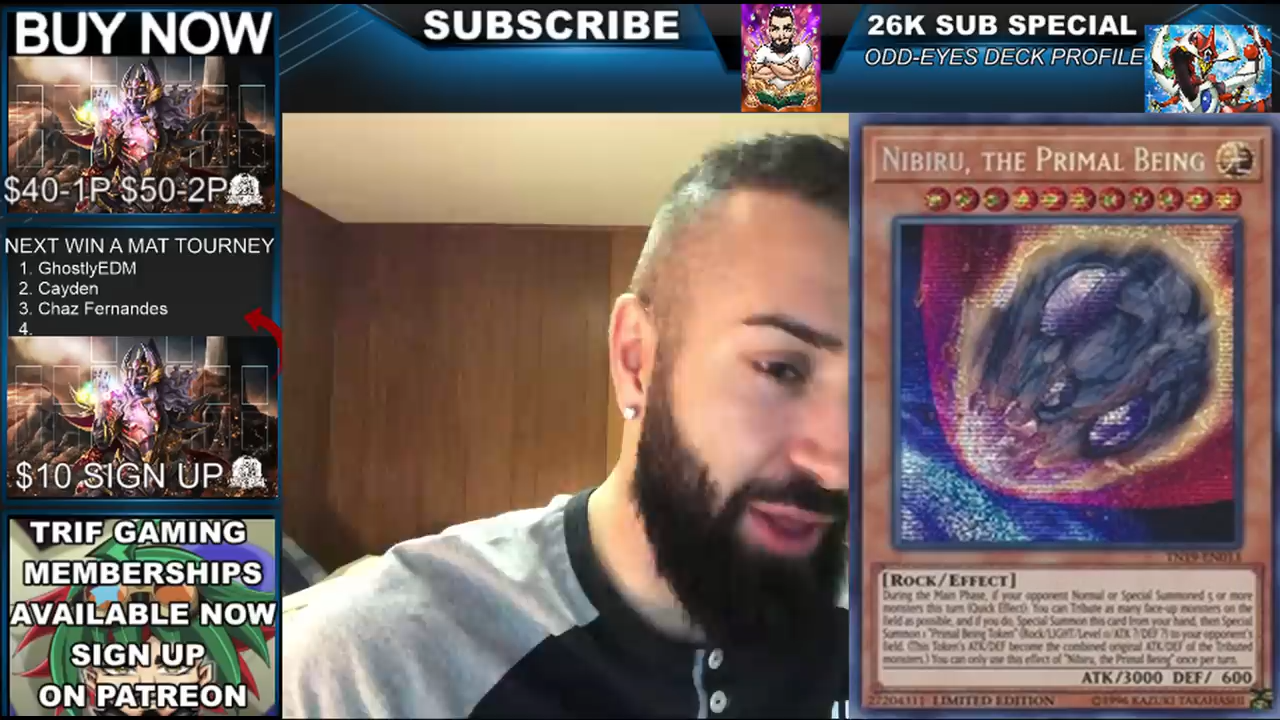 BUY NOW
$40-1P $50-2P
NEXT WIN A MAT TOURNEY
1. GhostlyEDM
2. Cayden
3. Chaz Fernandes
4.
$10 SIGN UP
TRIF GAMING
MEMBERSHIPS
AVAILABLE NOW
SIGN UP
ON PATREON
SUBSCRIBE
26K SUB SPECIAL
ODD-EYES DECK PROFILE
NIBIRU, THE PRIMAL BEING
TN19-EN013
[ROCK/EFFECT]
During the Main Phase, if your opponent Normal or Special Summoned 5 or more
monsters this turn (Quick Effect): You can Tribute as many face-up monsters on the
field as possible, and if you do, Special Summon this card from your hand, then Special
Summon 1 "Primal Being Token" (Rock/LIGHT/Level 11/ATK ?/DEF ?) to your opponent's
field. (This Token's ATK/DEF become the combined original ATK/DEF of the Tributed
monsters.) You can only use this effect of "Nibiru, the Primal Being" once per turn.
ATK/3000 DEF/ 600
27204311 LIMITED EDITION ©1996 KAZUKI TAKAHASHI